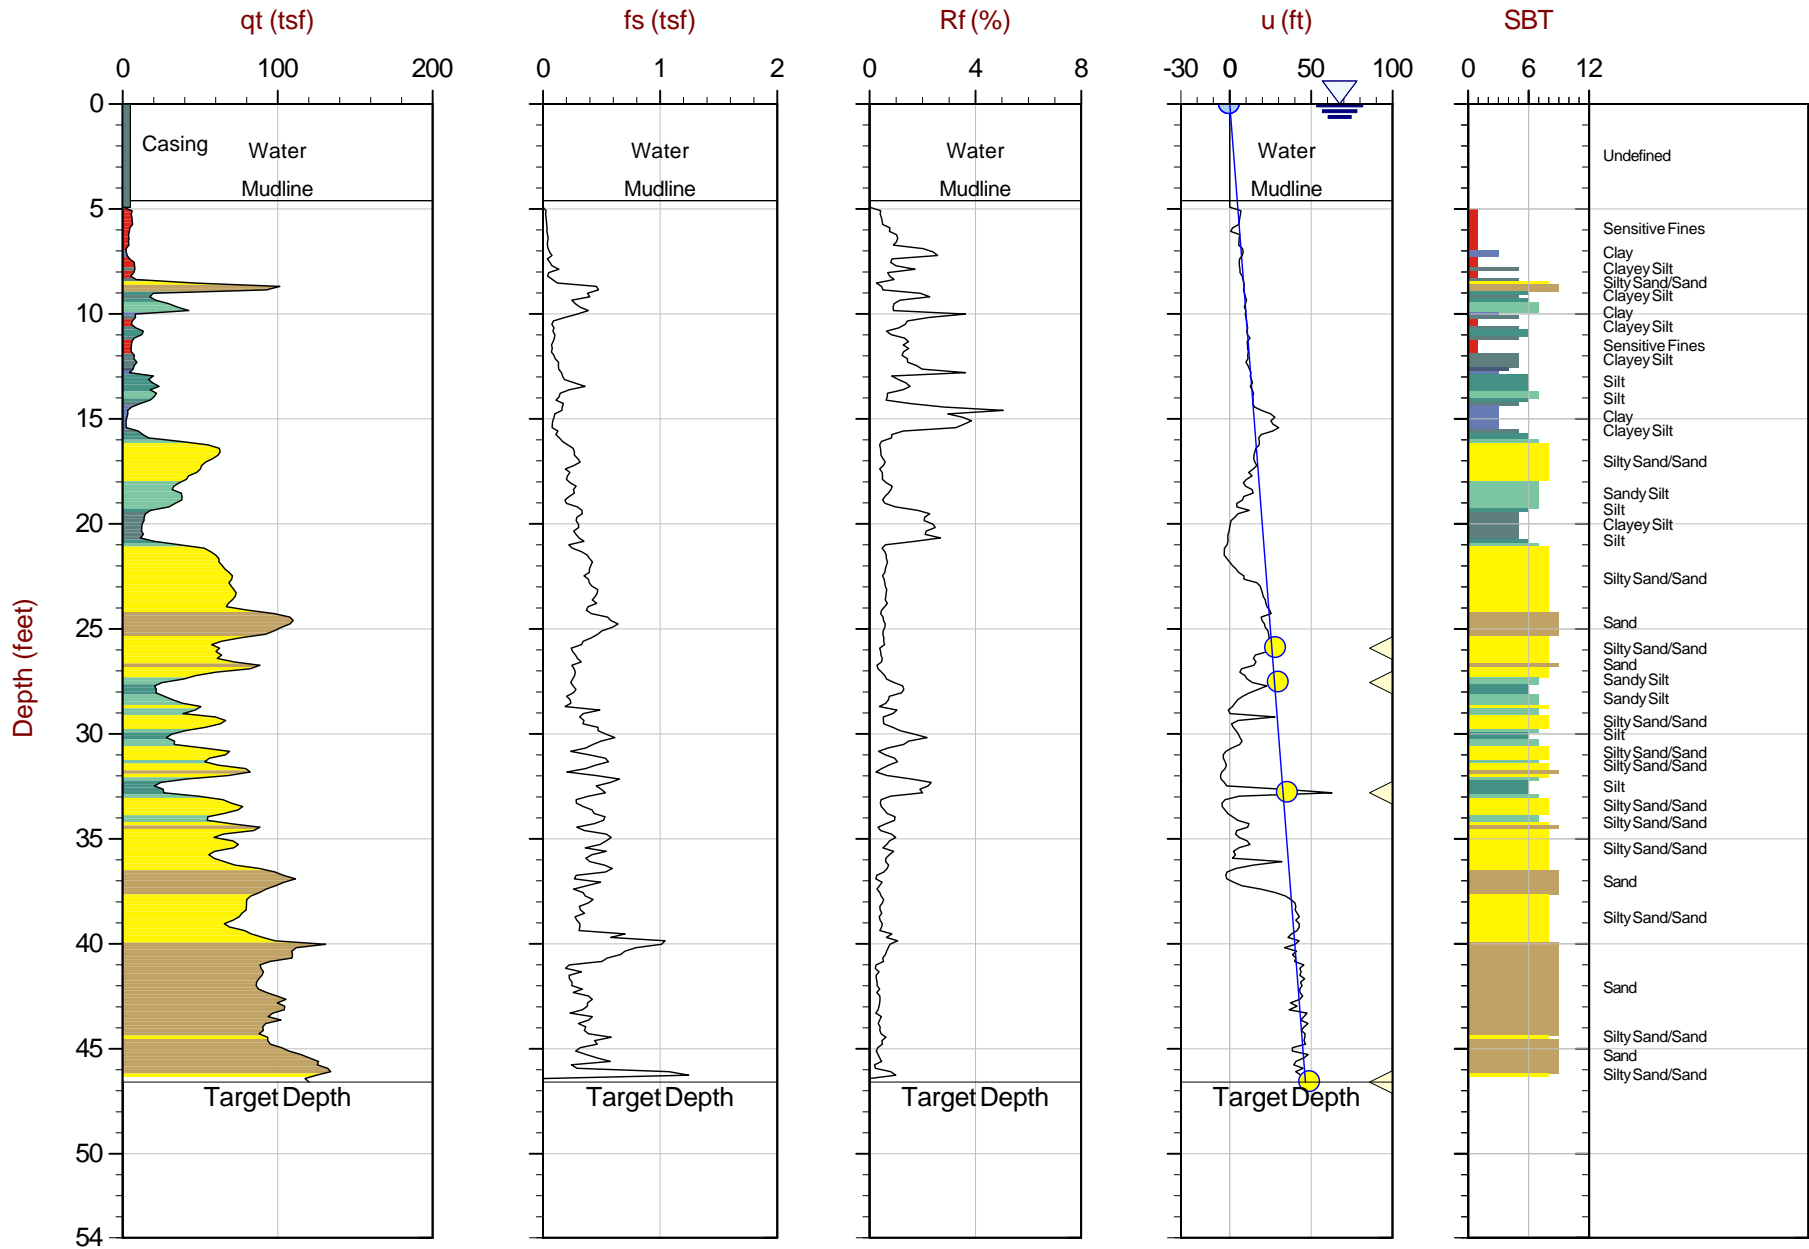 qt (tsf) fs (tsf) Rf (%) u (ft) SBT
0 100 200 0 1 2 0 4 8 -30 0 50 100 0 6 12
0
Casing
Water Water Water Water
Undefined
Mudline Mudline Mudline Mudline
5
Sensitive Fines
Clay
Clayey Silt
Silty Sand/Sand
Clayey Silt
10
Clay
Clayey Silt
Sensitive Fines
Clayey Silt
Silt
Silt
15
Clay
Clayey Silt
Silty Sand/Sand
Sandy Silt
Silt
20
Clayey Silt
Silt
Silty Sand/Sand
Sand
25
Silty Sand/Sand
Sand
Sandy Silt
Sandy Silt
Depth (feet)
Silty Sand/Sand
30
Silt
Silty Sand/Sand
Silty Sand/Sand
Silt
Silty Sand/Sand
Silty Sand/Sand
35
Silty Sand/Sand
Sand
Silty Sand/Sand
40
Sand
Silty Sand/Sand
45
Sand
Silty Sand/Sand
Target Depth Target Depth Target Depth Target Depth
50
54